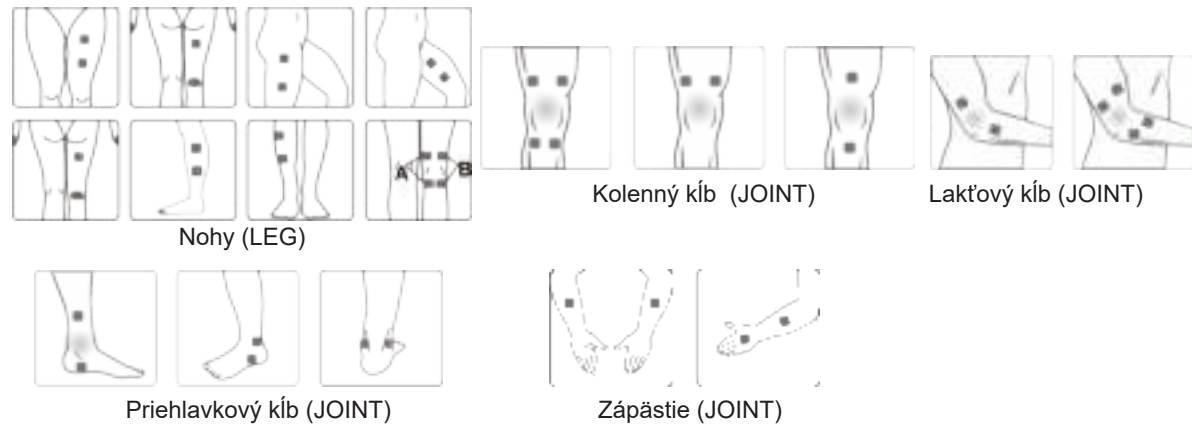 A B
Kolenný kĺb (JOINT)
Lakťový kĺb (JOINT)
Nohy (LEG)
Priehlavkový kĺb (JOINT)
Zápästie (JOINT)